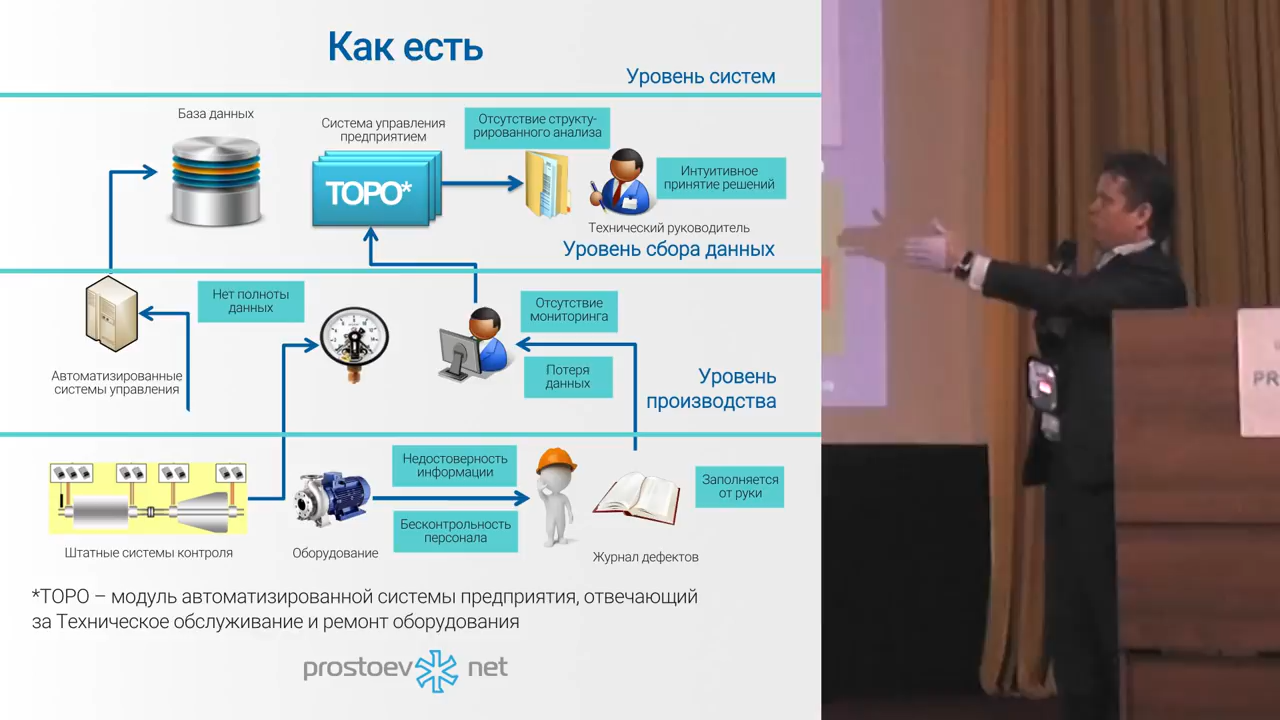 Как есть
Уровень систем
База данных
Система управления
предприятием
Отсутствие структу-
рированного анализа
TOPO*
Интуитивное
принятие решений
Технический руководитель
Уровень сбора данных
Нет полноты
данных
Отсутствие
мониторинга
Автоматизированные
системы управления
Потеря
данных
Уровень
производства
Недостоверность
информации
Заполняется
от руки
Бесконтрольность
персонала
Штатные системы контроля
Оборудование
Журнал дефектов
*ТОРО – модуль автоматизированной системы предприятия, отвечающий
за Техническое обслуживание и ремонт оборудования
prostoev net
PR